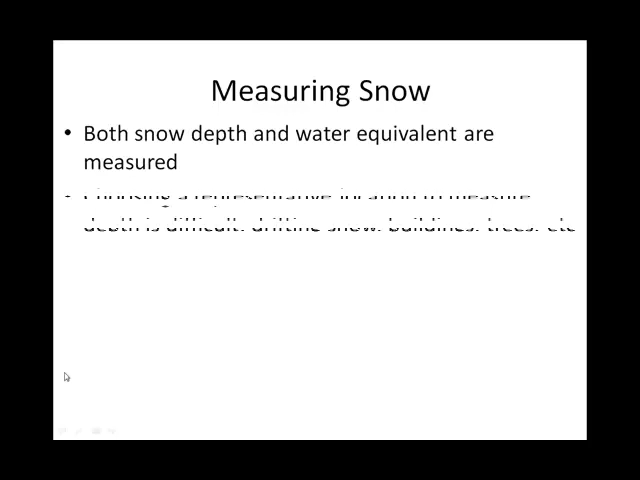 Measuring Snow
• Both snow depth and water equivalent are
measured
• Choosing a representative location to measure
depth is difficult: drifting snow, buildings, trees, etc